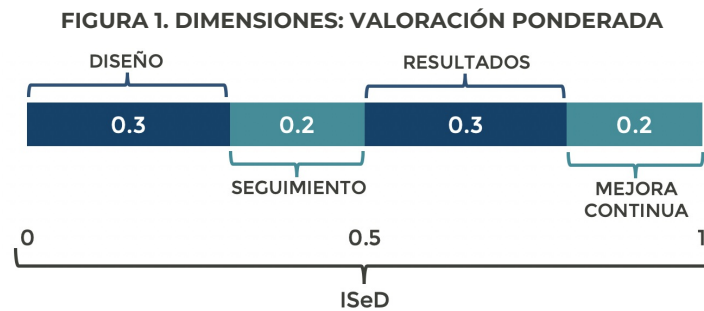 FIGURA 1. DIMENSIONES: VALORACIÓN PONDERADA
DISEÑO
RESULTADOS
0.3
0.2
0.3
0.2
SEGUIMIENTO
MEJORA
CONTINUA
0
0.5
1
ISeD